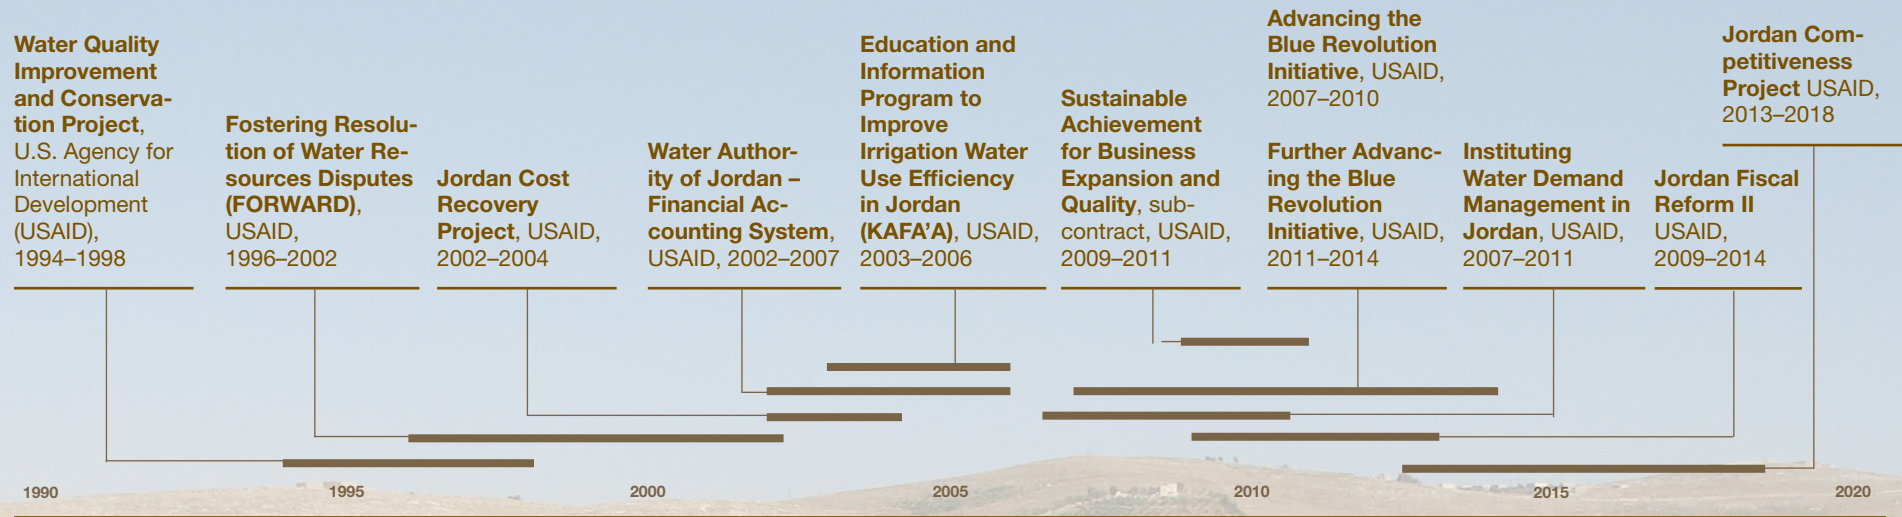 Water Quality
Improvement
and Conserva-
tion Project,
U.S. Agency for
International
Development
(USAID),
1994–1998
Fostering Resolu-
tion of Water Re-
sources Disputes
(FORWARD),
USAID,
1996–2002
Jordan Cost
Recovery
Project, USAID,
2002–2004
Water Author-
ity of Jordan –
Financial Ac-
counting System,
USAID, 2002–2007
Education and
Information
Program to
Improve
Irrigation Water
Use Efficiency
in Jordan
(KAFA’A), USAID,
2003–2006
Sustainable
Achievement
for Business
Expansion and
Quality, sub-
contract, USAID,
2009–2011
Advancing the
Blue Revolution
Initiative, USAID,
2007–2010
Further Advanc-
ing the Blue
Revolution
Initiative, USAID,
2011–2014
Instituting
Water Demand
Management in
Jordan, USAID,
2007–2011
Jordan Fiscal
Reform II
USAID,
2009–2014
Jordan Com-
petitiveness
Project USAID,
2013–2018
1990
1995
2000
2005
2010
2015
2020